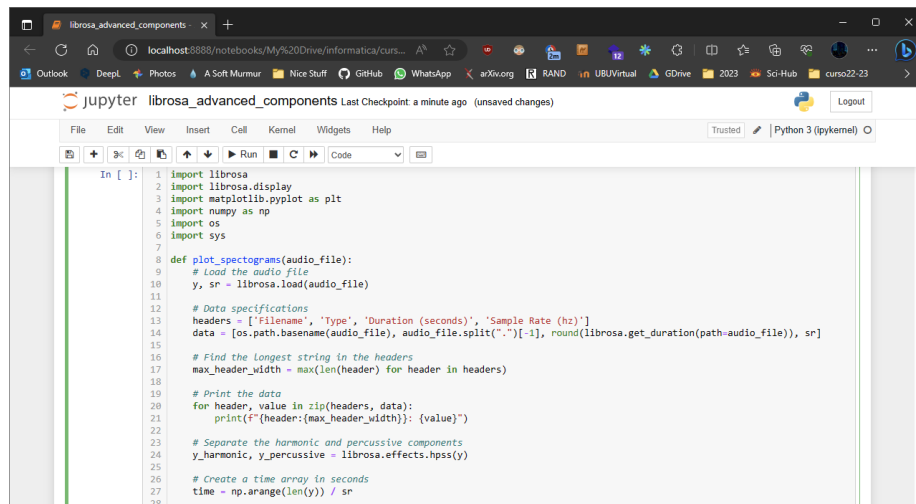 librosa_advanced_components -
localhost:8888/notebooks/My%20Drive/informatica/curs...
Outlook DeepL Photos A Soft Murmur Nice Stuff GitHub WhatsApp arXiv.org RAND UBUVirtual GDrive 2023 Sci-Hub curso22-23
jupyter librosa_advanced_components Last Checkpoint: a minute ago (unsaved changes) Logout
File Edit View Insert Cell Kernel Widgets Help Trusted Python 3 (ipykernel)
Run Code
In [ ]: 1 import librosa
2 import librosa.display
3 import matplotlib.pyplot as plt
4 import numpy as np
5 import os
6 import sys
7
8 def plot_spectograms(audio_file):
9     # Load the audio file
10     y, sr = librosa.load(audio_file)
11
12     # Data specifications
13     headers = ['Filename', 'Type', 'Duration (seconds)', 'Sample Rate (hz)']
14     data = [os.path.basename(audio_file), audio_file.split(".")[-1], round(librosa.get_duration(path=audio_file)), sr]
15
16     # Find the longest string in the headers
17     max_header_width = max(len(header) for header in headers)
18
19     # Print the data
20     for header, value in zip(headers, data):
21         print(f"{header:{max_header_width}}: {value}")
22
23     # Separate the harmonic and percussive components
24     y_harmonic, y_percussive = librosa.effects.hpss(y)
25
26     # Create a time array in seconds
27     time = np.arange(len(y)) / sr
28